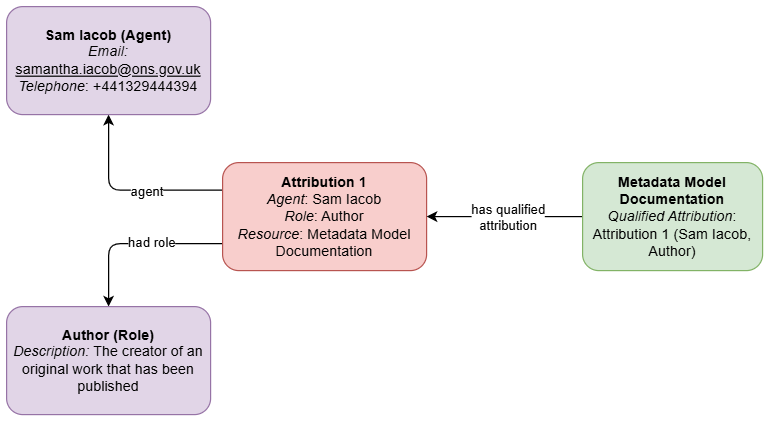 Sam Iacob (Agent)
Email:
samantha.iacob@ons.gov.uk
Telephone: +441329444394
agent
Attribution 1
Agent: Sam Iacob
Role: Author
Resource: Metadata Model
Documentation
has qualified
attribution
Metadata Model
Documentation
Qualified Attribution:
Attribution 1 (Sam Iacob,
Author)
had role
Author (Role)
Description: The creator of an
original work that has been
published